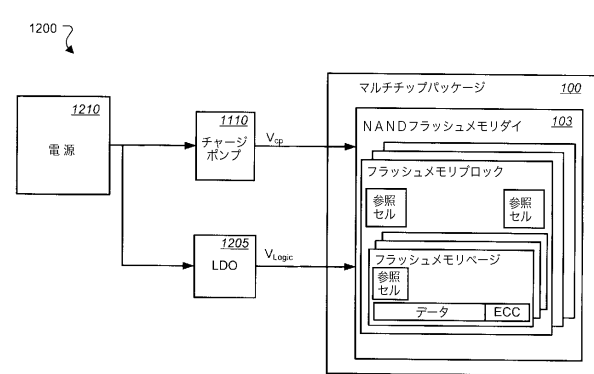 1200
1210
電源
1110
チャージ
ポンプ
Vcp
1205
LDO
VLogic
マルチチップパッケージ 100
NANDフラッシュメモリダイ 103
フラッシュメモリブロック
参照
セル
参照
セル
フラッシュメモリページ
参照
セル
データ
ECC